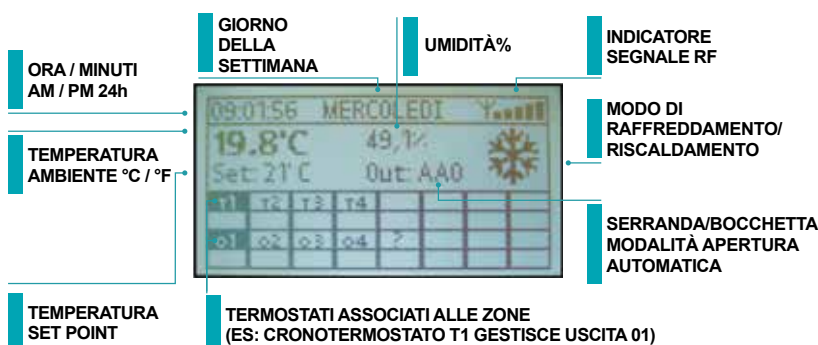 GIORNO
DELLA
SETTIMANA
UMIDITÀ%
INDICATORE
SEGNALE RF
ORA / MINUTI
AM / PM 24h
09:01:56 MERCOLEDI
MODO DI
RAFFREDDAMENTO/
RISCALDAMENTO
19.8°C 49,1%
TEMPERATURA
AMBIENTE °C / °F
Set: 21°C Out: AA0
T1 T2 T3 T4
o1 o2 o3 o4 ?
SERRANDA/BOCCHETTA
MODALITÀ APERTURA
AUTOMATICA
TEMPERATURA
SET POINT
TERMOSTATI ASSOCIATI ALLE ZONE
(ES: CRONOTERMOSTATO T1 GESTISCE USCITA 01)